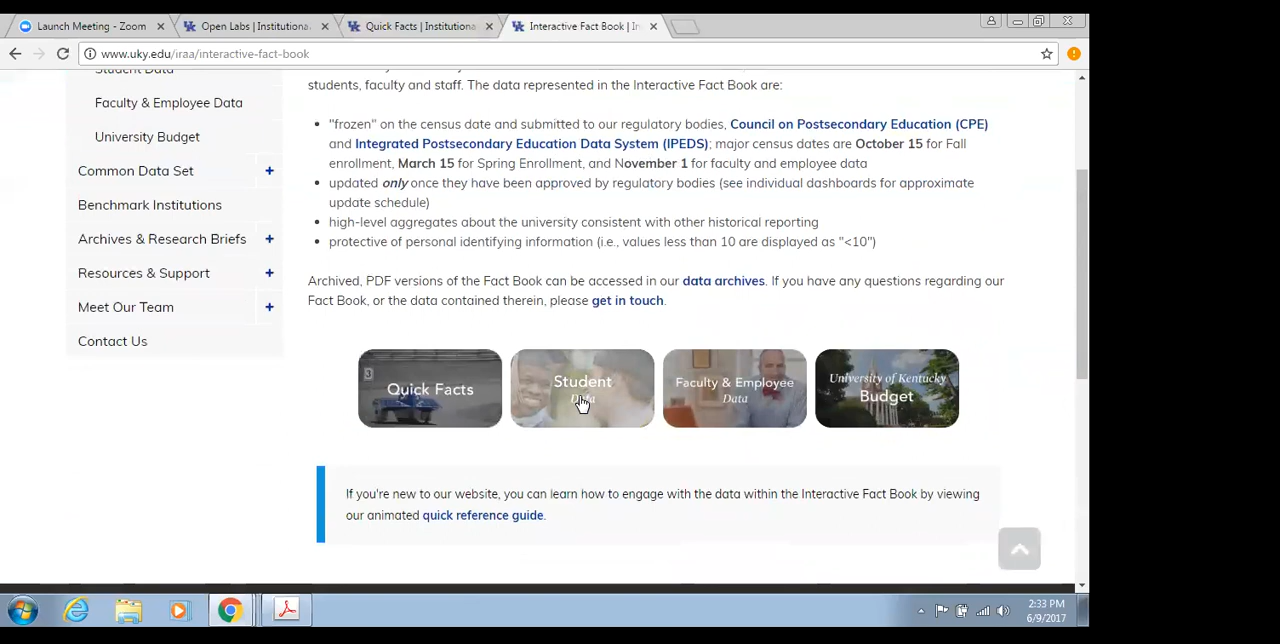 Launch Meeting - Zoom
Open Labs | Institutiona
Quick Facts | Institutiona
Interactive Fact Book | In
www.uky.edu/iraa/interactive-fact-book
Student Data
Faculty & Employee Data
University Budget
Common Data Set
Benchmark Institutions
Archives & Research Briefs
Resources & Support
Meet Our Team
Contact Us
students, faculty and staff. The data represented in the Interactive Fact Book are:
• "frozen" on the census date and submitted to our regulatory bodies, Council on Postsecondary Education (CPE)
and Integrated Postsecondary Education Data System (IPEDS); major census dates are October 15 for Fall
enrollment, March 15 for Spring Enrollment, and November 1 for faculty and employee data
• updated only once they have been approved by regulatory bodies (see individual dashboards for approximate
update schedule)
• high-level aggregates about the university consistent with other historical reporting
• protective of personal identifying information (i.e., values less than 10 are displayed as "<10")
Archived, PDF versions of the Fact Book can be accessed in our data archives. If you have any questions regarding our
Fact Book, or the data contained therein, please get in touch.
3
Quick Facts
Student
Data
Faculty & Employee
Data
University of Kentucky
Budget
If you're new to our website, you can learn how to engage with the data within the Interactive Fact Book by viewing
our animated quick reference guide.
2:33 PM
6/9/2017